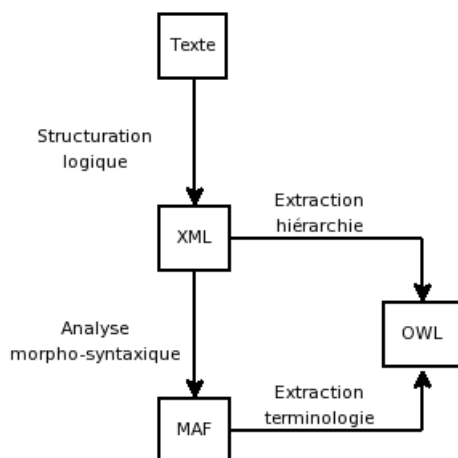 Texte
Structuration
logique
Extraction
hiérarchie
XML
OWL
Analyse
morpho-syntaxique
Extraction
terminologie
MAF